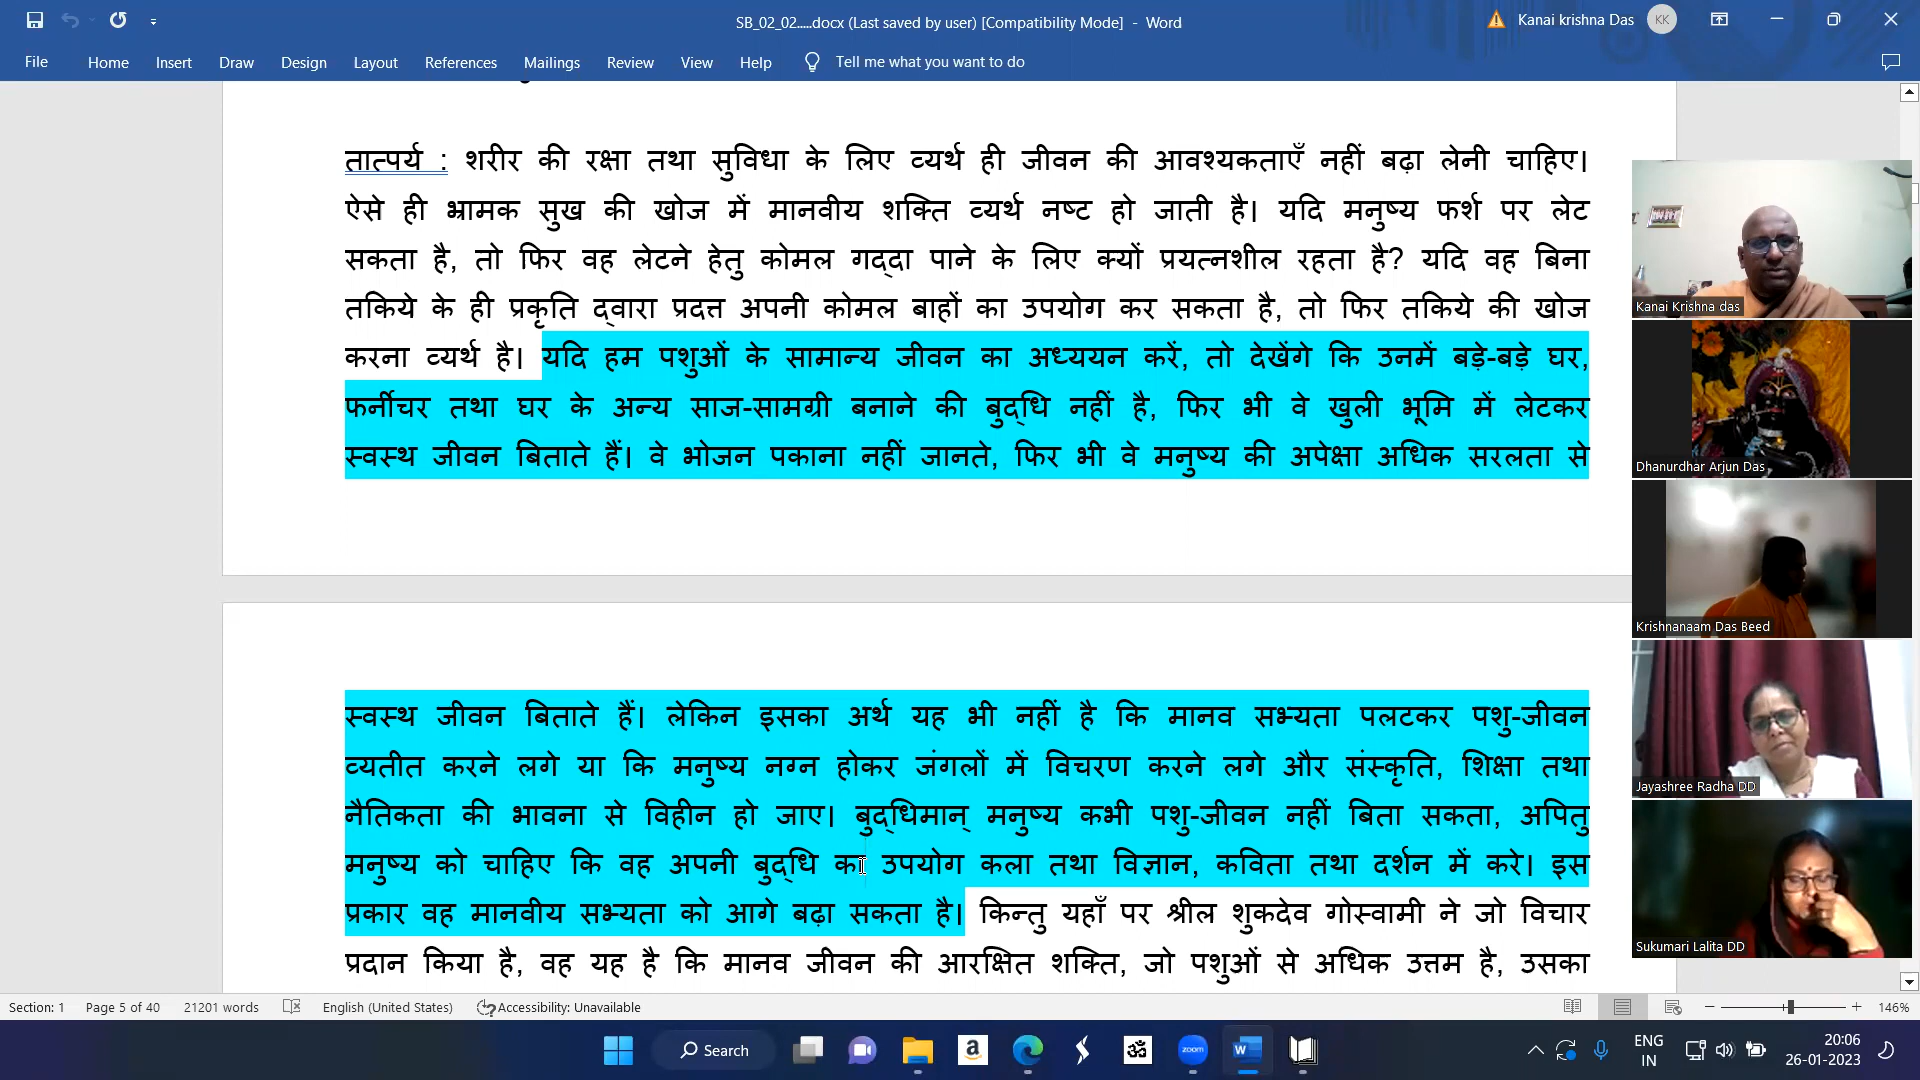 SB_02_02.....docx (Last saved by user) [Compatibility Mode] - Word
Kanai krishna Das
KK
File Home Insert Draw Design Layout References Mailings Review View Help Tell me what you want to do
तात्पर्य : शरीर की रक्षा तथा सुविधा के लिए व्यर्थ ही जीवन की आवश्यकताएँ नहीं बढ़ा लेनी चाहिए।
ऐसे ही भ्रामक सुख की खोज में मानवीय शक्ति व्यर्थ नष्ट हो जाती है। यदि मनुष्य फर्श पर लेट
सकता है, तो फिर वह लेटने हेतु कोमल गद्दा पाने के लिए क्यों प्रयत्नशील रहता है? यदि वह बिना
तकिये के ही प्रकृति द्वारा प्रदत्त अपनी कोमल बाहों का उपयोग कर सकता है, तो फिर तकिये की खोज
करना व्यर्थ है। यदि हम पशुओं के सामान्य जीवन का अध्ययन करें, तो देखेंगे कि उनमें बड़े-बड़े घर,
फर्नीचर तथा घर के अन्य साज-सामग्री बनाने की बुद्धि नहीं है, फिर भी वे खुली भूमि में लेटकर
स्वस्थ जीवन बिताते हैं। वे भोजन पकाना नहीं जानते, फिर भी वे मनुष्य की अपेक्षा अधिक सरलता से
स्वस्थ जीवन बिताते हैं। लेकिन इसका अर्थ यह भी नहीं है कि मानव सभ्यता पलटकर पशु-जीवन
व्यतीत करने लगे या कि मनुष्य नग्न होकर जंगलों में विचरण करने लगे और संस्कृति, शिक्षा तथा
नैतिकता की भावना से विहीन हो जाए। बुद्धिमान् मनुष्य कभी पशु-जीवन नहीं बिता सकता, अपितु
मनुष्य को चाहिए कि वह अपनी बुद्धि का उपयोग कला तथा विज्ञान, कविता तथा दर्शन में करे। इस
प्रकार वह मानवीय सभ्यता को आगे बढ़ा सकता है। किन्तु यहाँ पर श्रील शुकदेव गोस्वामी ने जो विचार
प्रदान किया है, वह यह है कि मानव जीवन की आरक्षित शक्ति, जो पशुओं से अधिक उत्तम है, उसका
Kanai Krishna das
Dhanurdhar Arjun Das
Krishnanaam Das Beed
Jayashree Radha DD
Sukumari Lalita DD
Section: 1 Page 5 of 40 21201 words English (United States) Accessibility: Unavailable 146%
Search
a
ॐ
zoom
W
ENG
IN
20:06
26-01-2023